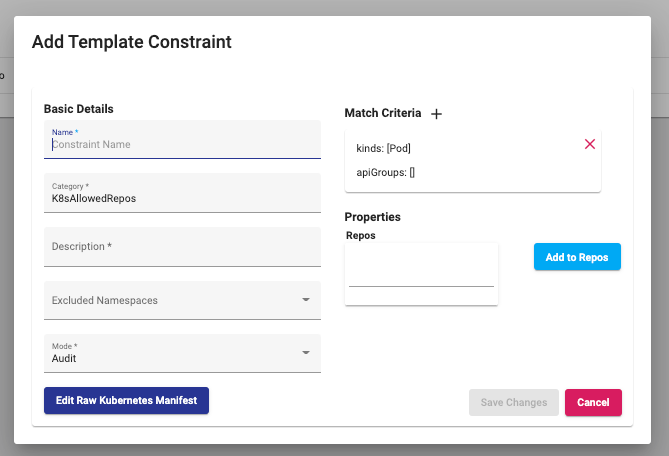 Add Template Constraint
o
Basic Details
Name *
Constraint Name
Category *
K8sAllowedRepos
Description *
Excluded Namespaces
Mode *
Audit
Edit Raw Kubernetes Manifest
Match Criteria +
kinds: [Pod]
apiGroups: []
Properties
Repos
Add to Repos
Save Changes
Cancel